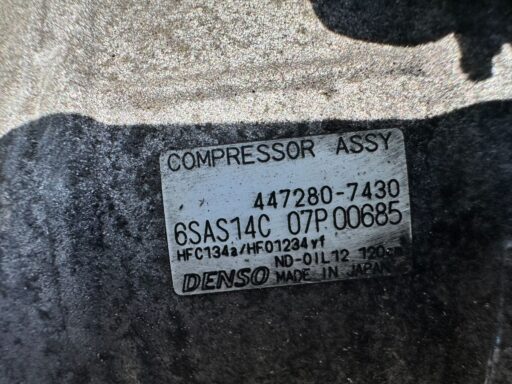 COMPRESSOR ASSY
447280-7430
6SAS14C 07P00685
HFC134a/HFO1234yf
ND-OIL12 120
DENSO MADE IN JAPAN